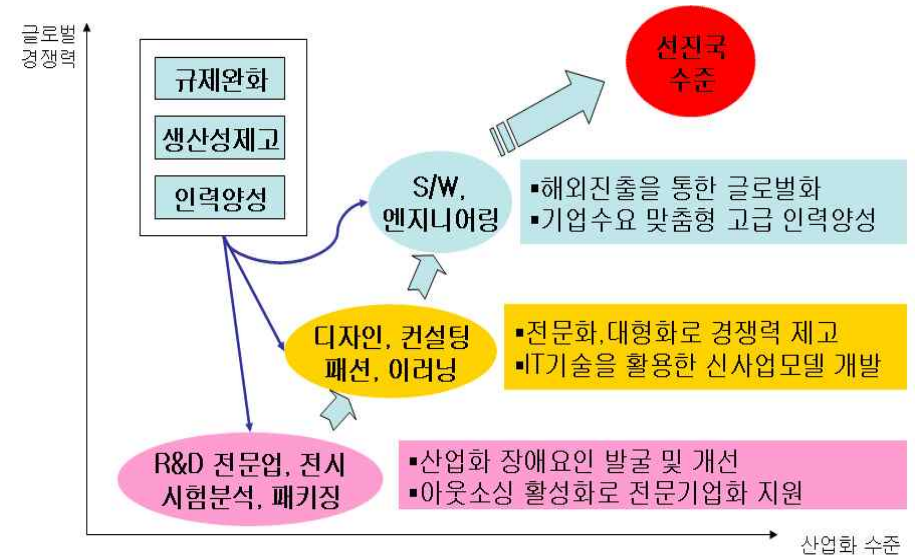 글로벌
경쟁력
규제완화
생산성제고
인력양성
선진국
수준
S/W,
엔지니어링
▪해외진출을 통한 글로벌화
▪기업수요 맞춤형 고급 인력양성
디자인, 컨설팅
패션, 이러닝
▪전문화,대형화로 경쟁력 제고
▪IT기술을 활용한 신사업모델 개발
R&D 전문업, 전시
시험분석, 패키징
▪산업화 장애요인 발굴 및 개선
▪아웃소싱 활성화로 전문기업화 지원
산업화 수준